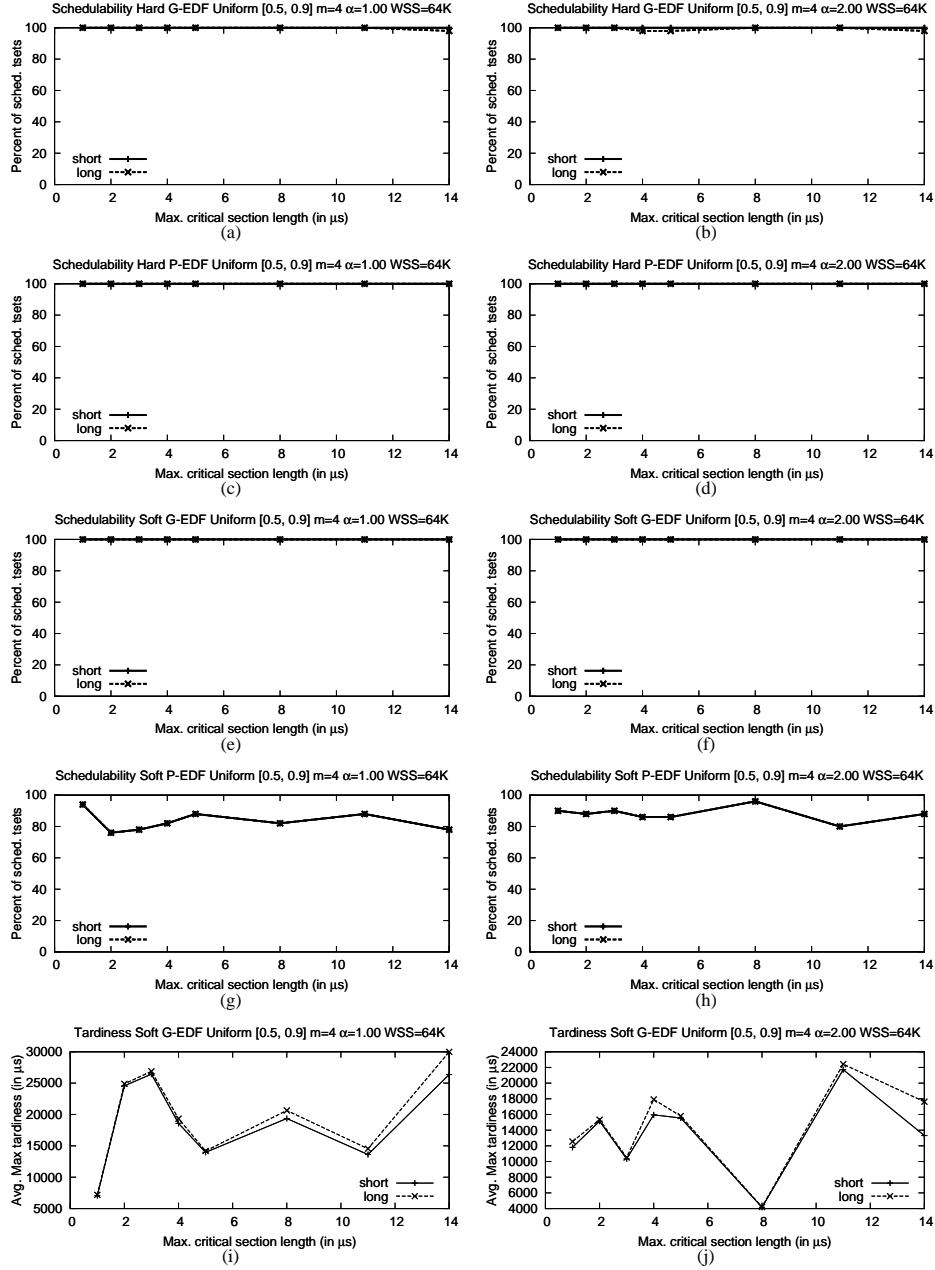 Schedulability Hard G-EDF Uniform [0.5, 0.9] m=4 α=1.00 WSS=64K
Percent of sched. tsets
100
80
60
40
20
0
short
long
0 2 4 6 8 10 12 14
Max. critical section length (in µs)
(a)
Schedulability Hard G-EDF Uniform [0.5, 0.9] m=4 α=2.00 WSS=64K
Percent of sched. tsets
100
80
60
40
20
0
short
long
0 2 4 6 8 10 12 14
Max. critical section length (in µs)
(b)
Schedulability Hard P-EDF Uniform [0.5, 0.9] m=4 α=1.00 WSS=64K
Percent of sched. tsets
100
80
60
40
20
0
short
long
0 2 4 6 8 10 12 14
Max. critical section length (in µs)
(c)
Schedulability Hard P-EDF Uniform [0.5, 0.9] m=4 α=2.00 WSS=64K
Percent of sched. tsets
100
80
60
40
20
0
short
long
0 2 4 6 8 10 12 14
Max. critical section length (in µs)
(d)
Schedulability Soft G-EDF Uniform [0.5, 0.9] m=4 α=1.00 WSS=64K
Percent of sched. tsets
100
80
60
40
20
0
short
long
0 2 4 6 8 10 12 14
Max. critical section length (in µs)
(e)
Schedulability Soft G-EDF Uniform [0.5, 0.9] m=4 α=2.00 WSS=64K
Percent of sched. tsets
100
80
60
40
20
0
short
long
0 2 4 6 8 10 12 14
Max. critical section length (in µs)
(f)
Schedulability Soft P-EDF Uniform [0.5, 0.9] m=4 α=1.00 WSS=64K
Percent of sched. tsets
100
80
60
40
20
0
short
long
0 2 4 6 8 10 12 14
Max. critical section length (in µs)
(g)
Schedulability Soft P-EDF Uniform [0.5, 0.9] m=4 α=2.00 WSS=64K
Percent of sched. tsets
100
80
60
40
20
0
short
long
0 2 4 6 8 10 12 14
Max. critical section length (in µs)
(h)
Tardiness Soft G-EDF Uniform [0.5, 0.9] m=4 α=1.00 WSS=64K
Avg. Max tardiness (in µs)
30000
25000
20000
15000
10000
5000
short
long
0 2 4 6 8 10 12 14
Max. critical section length (in µs)
(i)
Tardiness Soft G-EDF Uniform [0.5, 0.9] m=4 α=2.00 WSS=64K
Avg. Max tardiness (in µs)
24000
22000
20000
18000
16000
14000
12000
10000
8000
6000
4000
short
long
0 2 4 6 8 10 12 14
Max. critical section length (in µs)
(j)